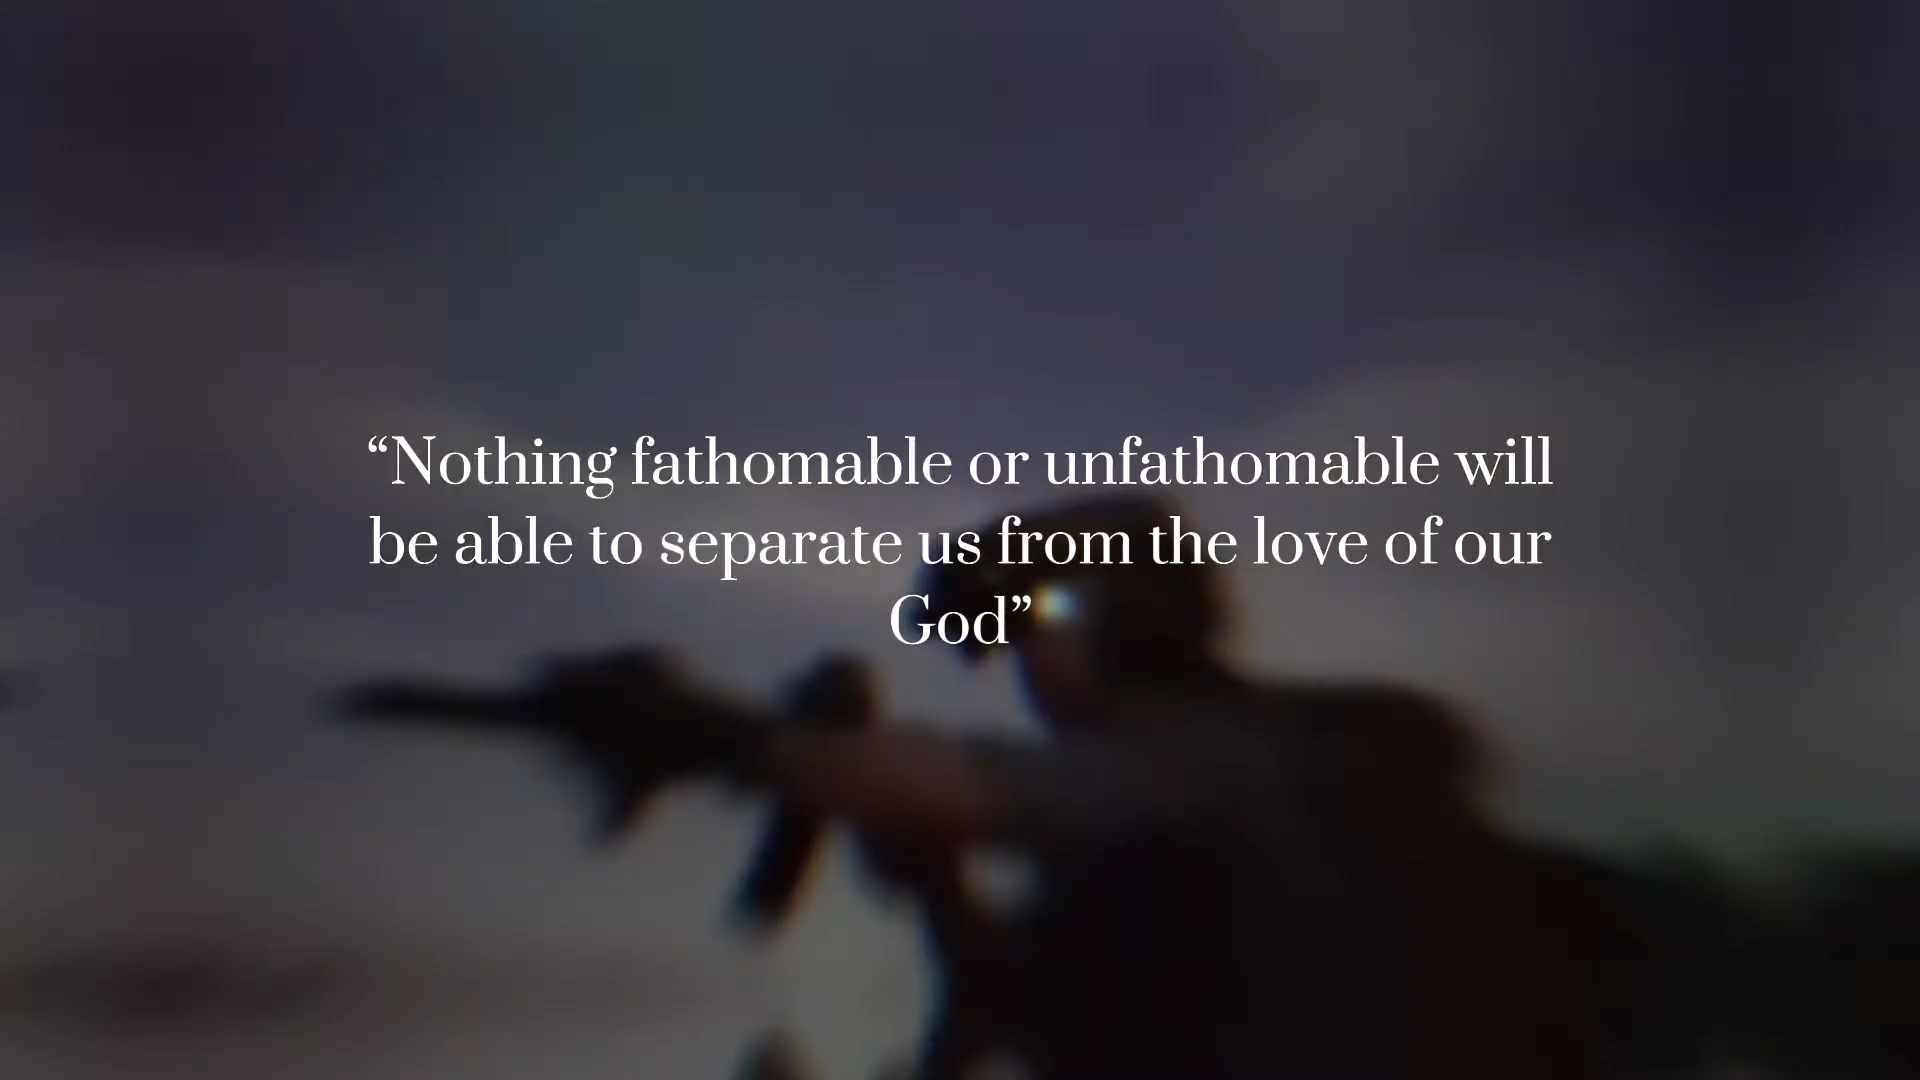 “Nothing fathomable or unfathomable will
be able to separate us from the love of our
God”